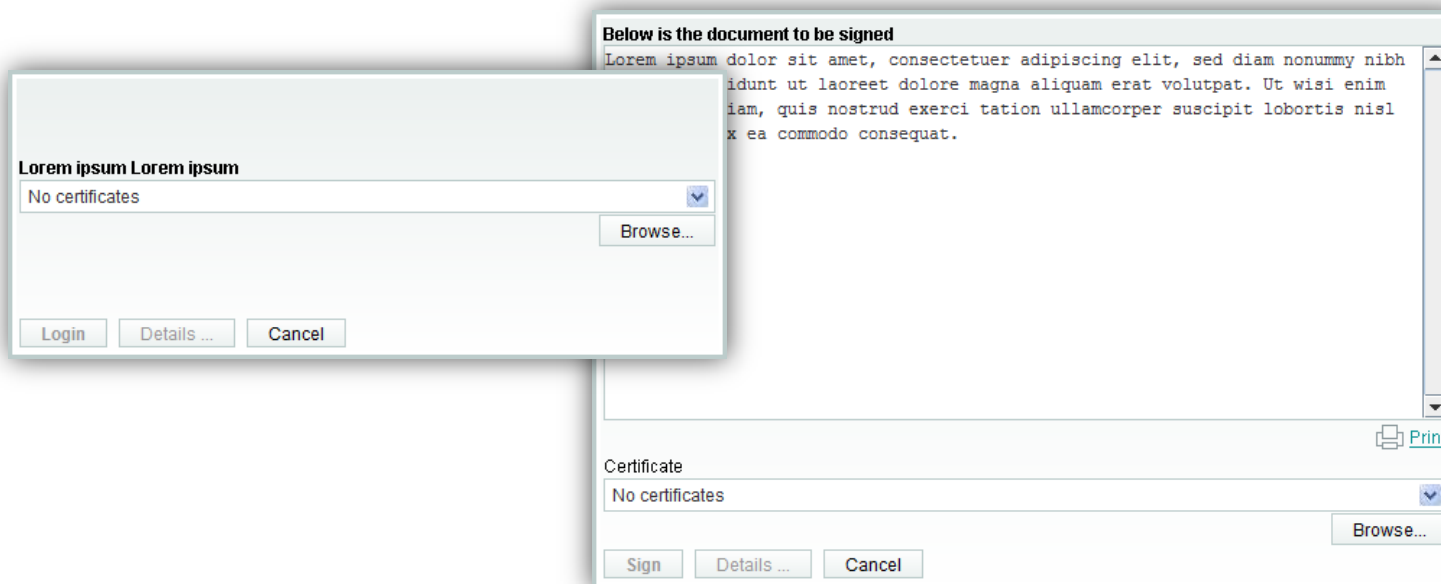 Below is the document to be signed
Lorem ipsum dolor sit amet, consectetuer adipiscing elit, sed diam nonummy nibh
idunt ut laoreet dolore magna aliquam erat volutpat. Ut wisi enim
iam, quis nostrud exerci tation ullamcorper suscipit lobortis nisl
x ea commodo consequat.
Lorem ipsum Lorem ipsum
No certificates
Browse...
Login Details ... Cancel
Prin
Certificate
No certificates
Browse...
Sign Details ... Cancel